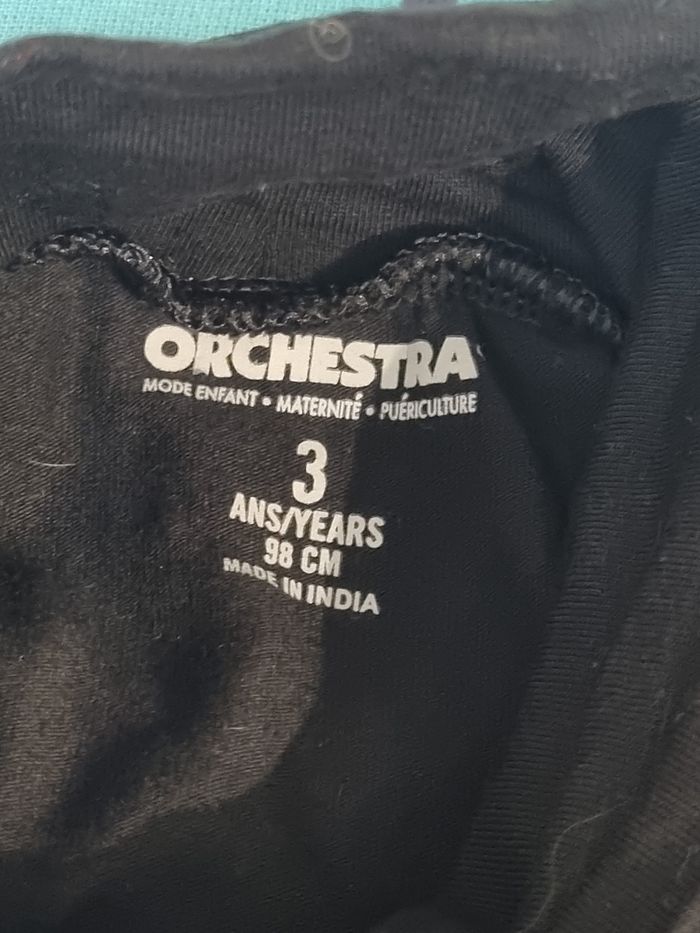 ORCHESTRA
MODE ENFANT • MATERNITÉ • PUÉRICULTURE
3
ANS/YEARS
98 CM
MADE IN INDIA